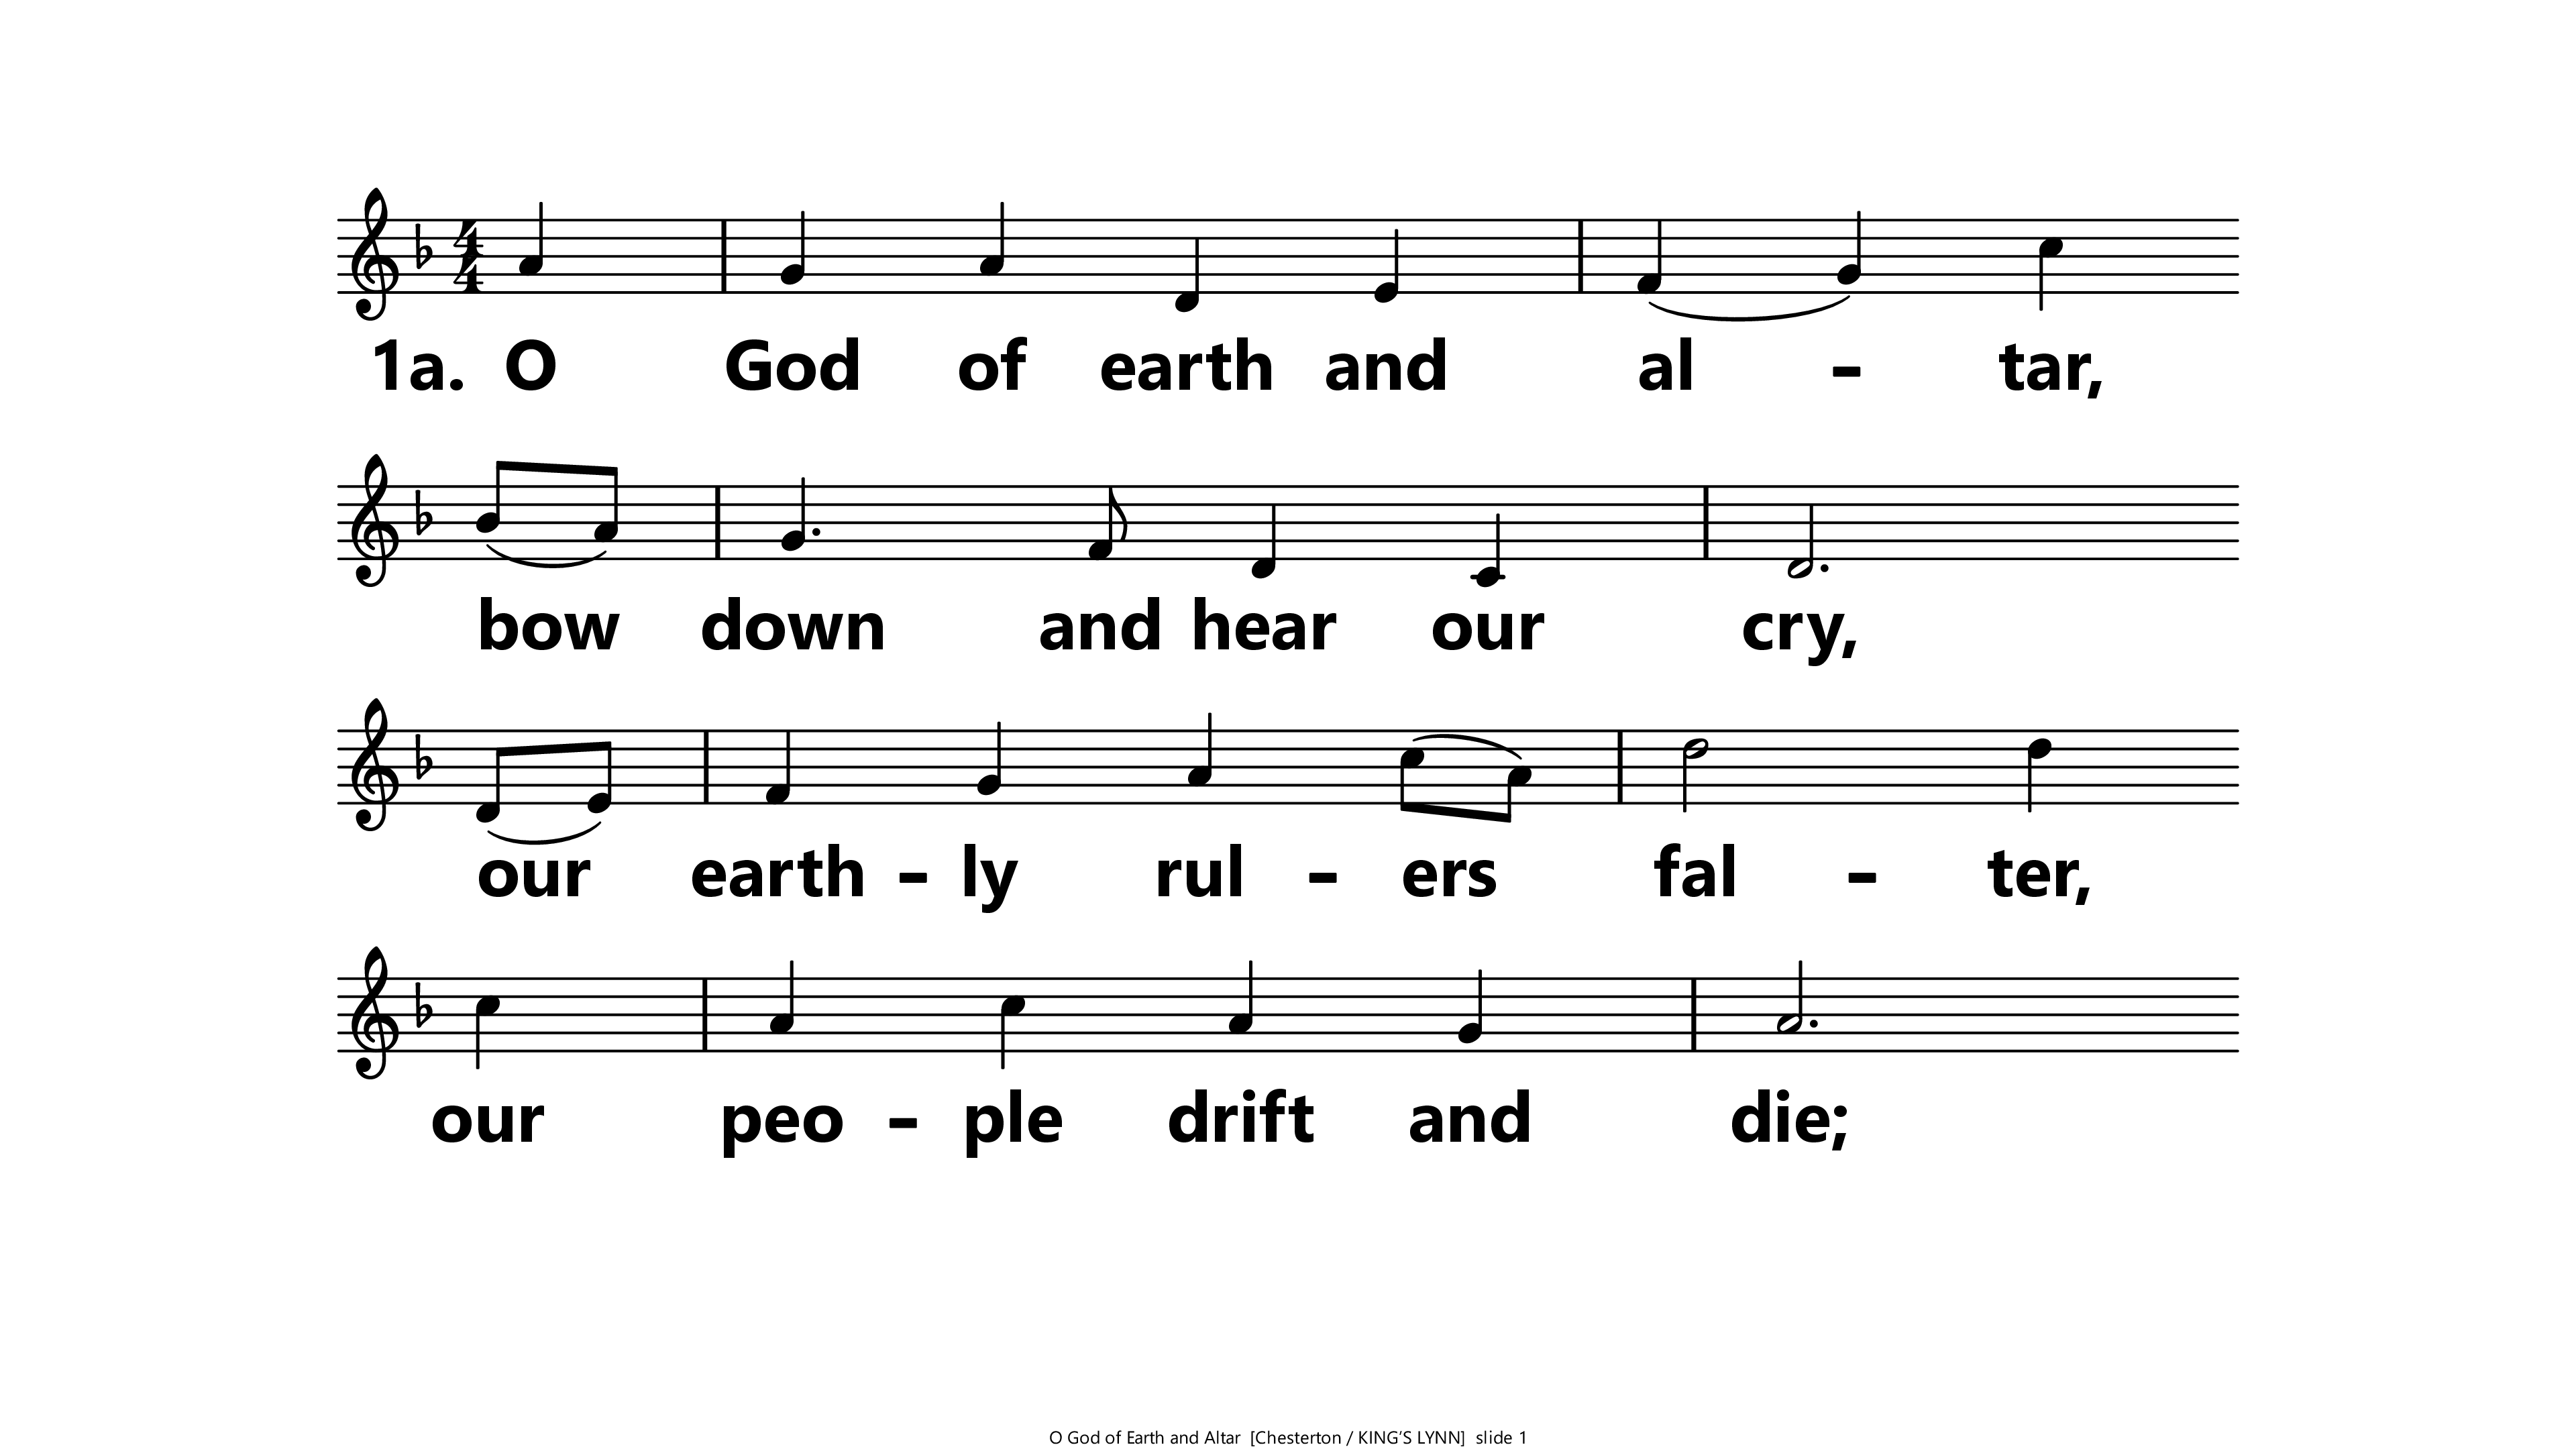 1a. O God of earth and al - tar,
bow down and hear our cry,
our earth - ly rul - ers fal - ter,
our peo - ple drift and die;
O God of Earth and Altar [Chesterton / KING’S LYNN] slide 1